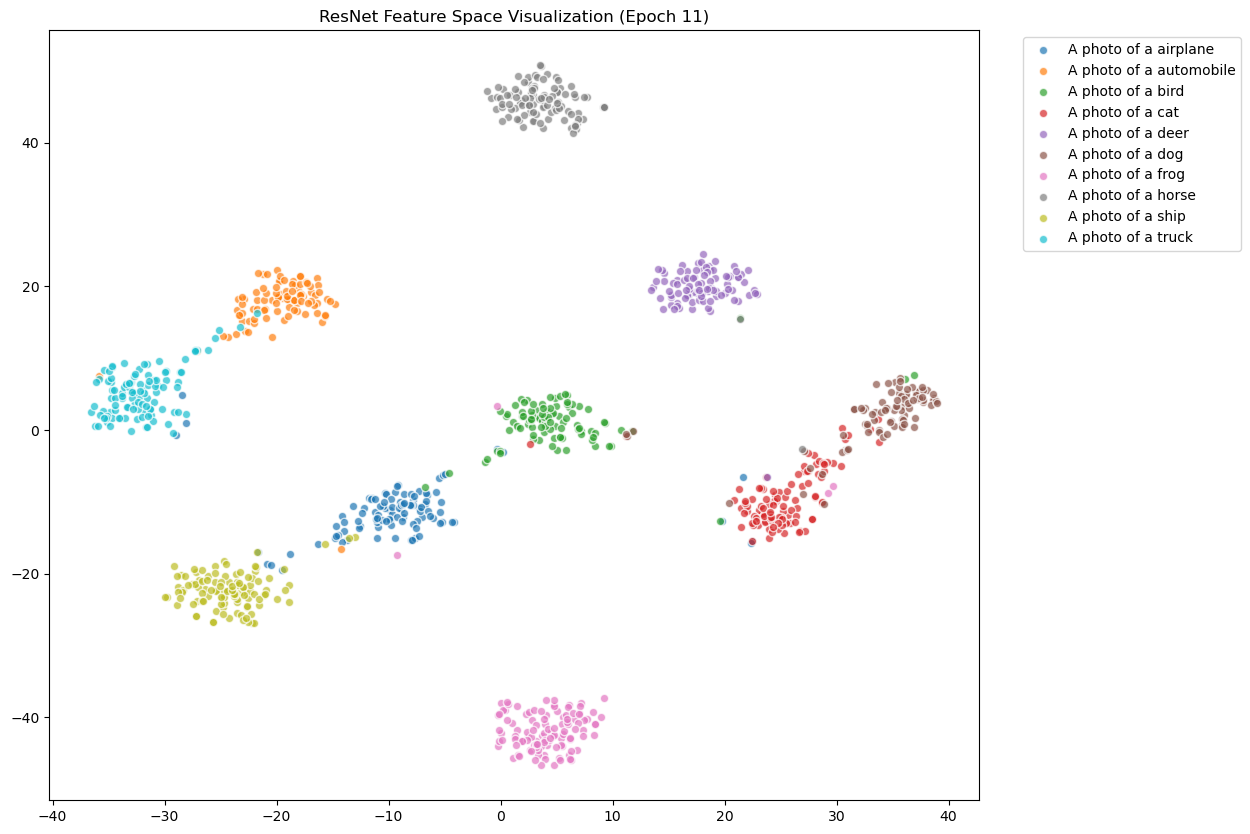 ResNet Feature Space Visualization (Epoch 11)
A photo of a airplane
A photo of a automobile
A photo of a bird
A photo of a cat
A photo of a deer
A photo of a dog
A photo of a frog
A photo of a horse
A photo of a ship
A photo of a truck
40
20
0
−20
−40
−40 −30 −20 −10 0 10 20 30 40